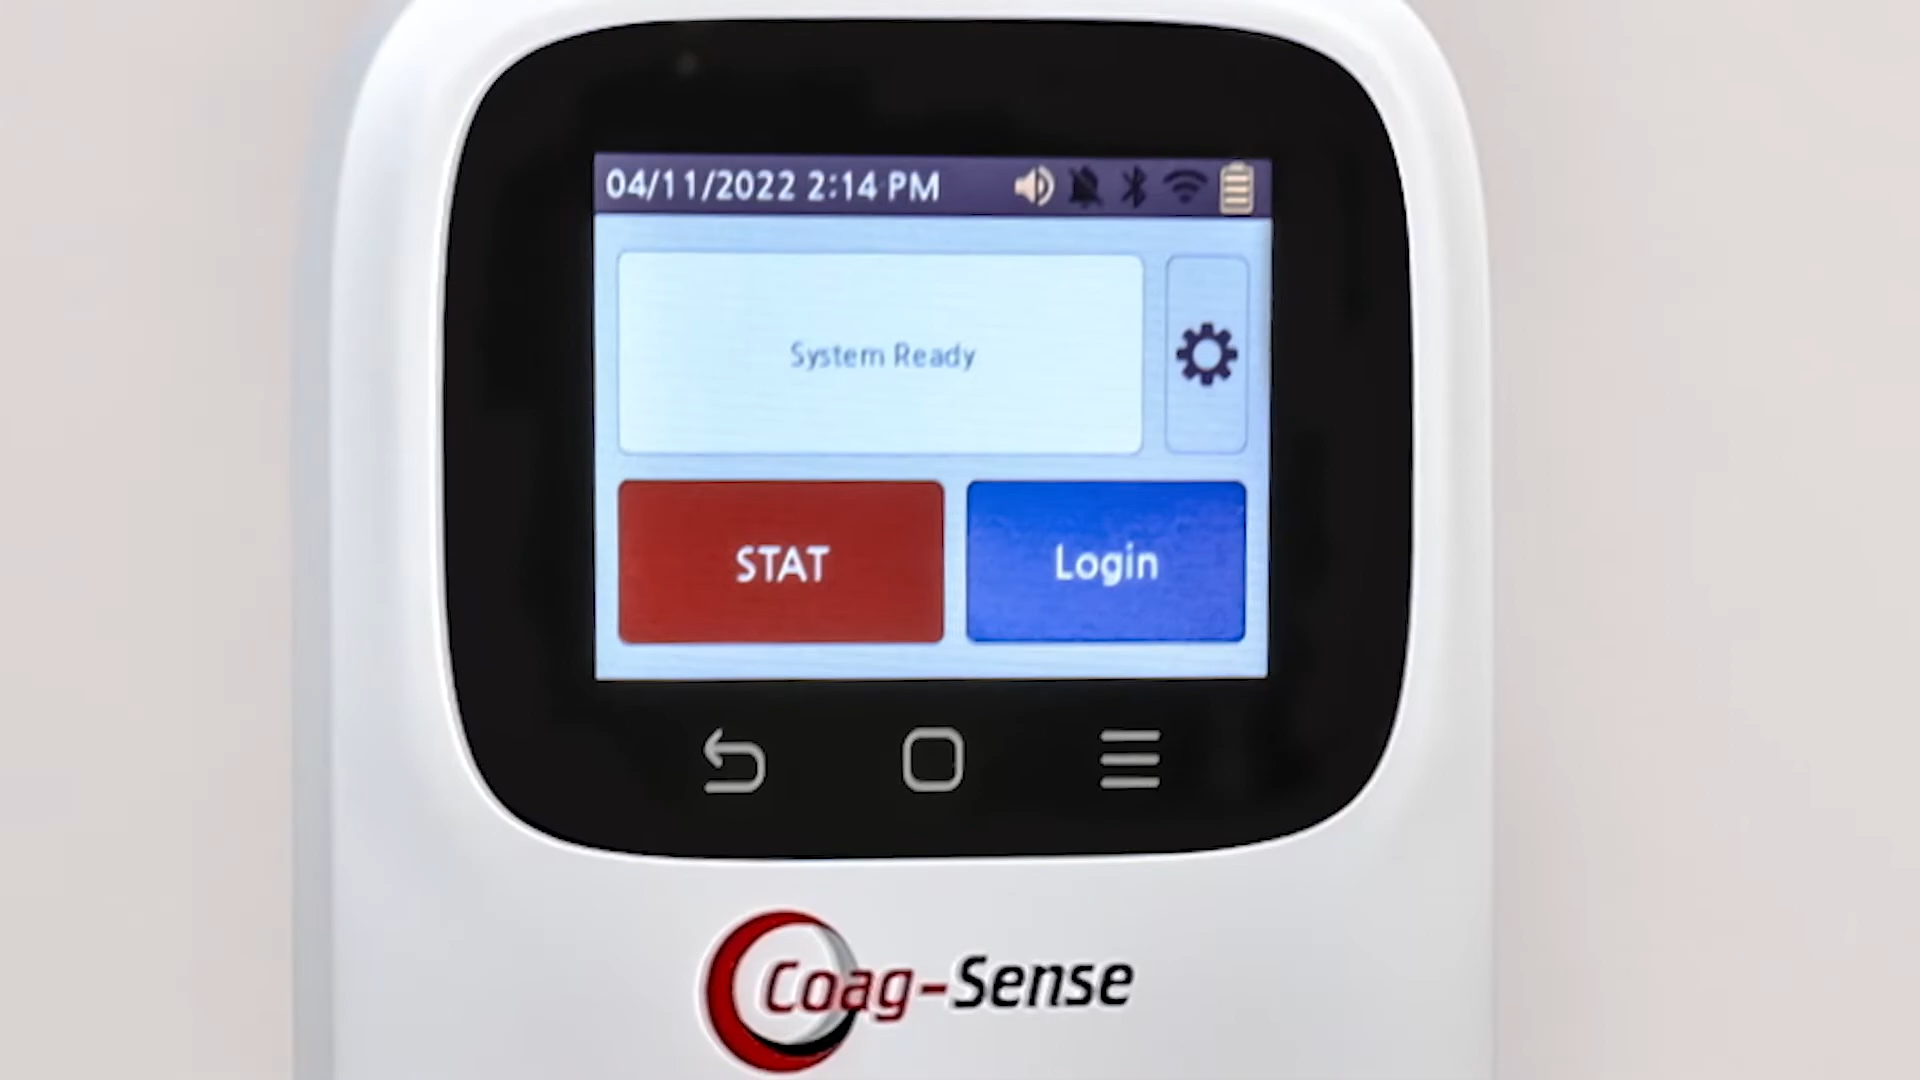 04/11/2022 2:14 PM
System Ready
STAT
Login
Coag-Sense